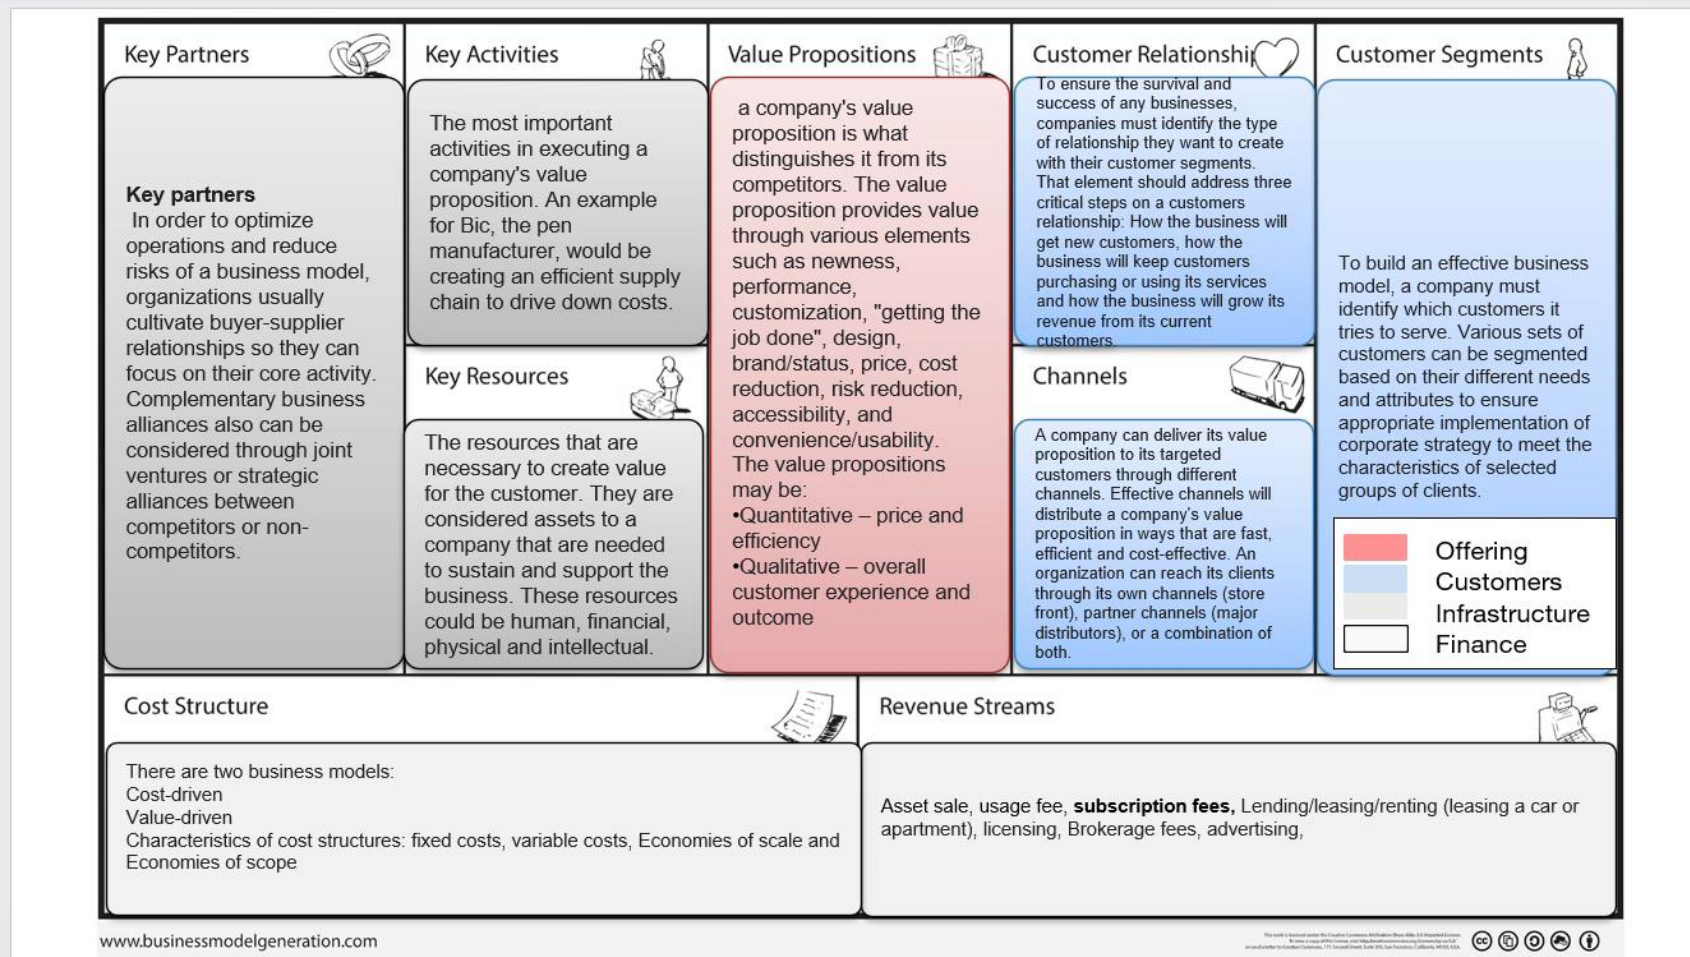 Key Partners
Key partners
In order to optimize
operations and reduce
risks of a business model,
organizations usually
cultivate buyer-supplier
relationships so they can
focus on their core activity.
Complementary business
alliances also can be
considered through joint
ventures or strategic
alliances between
competitors or non-
competitors.
Key Activities
The most important
activities in executing a
company's value
proposition. An example
for Bic, the pen
manufacturer, would be
creating an efficient supply
chain to drive down costs.
Key Resources
The resources that are
necessary to create value
for the customer. They are
considered assets to a
company that are needed
to sustain and support the
business. These resources
could be human, financial,
physical and intellectual.
Value Propositions
a company's value
proposition is what
distinguishes it from its
competitors. The value
proposition provides value
through various elements
such as newness,
performance,
customization, "getting the
job done", design,
brand/status, price, cost
reduction, risk reduction,
accessibility, and
convenience/usability.
The value propositions
may be:
•Quantitative – price and
efficiency
•Qualitative – overall
customer experience and
outcome
Customer Relationship
To ensure the survival and
success of any businesses,
companies must identify the type
of relationship they want to create
with their customer segments.
That element should address three
critical steps on a customers
relationship: How the business will
get new customers, how the
business will keep customers
purchasing or using its services
and how the business will grow its
revenue from its current
customers
Channels
A company can deliver its value
proposition to its targeted
customers through different
channels. Effective channels will
distribute a company's value
proposition in ways that are fast,
efficient and cost-effective. An
organization can reach its clients
through its own channels (store
front), partner channels (major
distributors), or a combination of
both.
Customer Segments
To build an effective business
model, a company must
identify which customers it
tries to serve. Various sets of
customers can be segmented
based on their different needs
and attributes to ensure
appropriate implementation of
corporate strategy to meet the
characteristics of selected
groups of clients.
Offering
Customers
Infrastructure
Finance
Cost Structure
There are two business models:
Cost-driven
Value-driven
Characteristics of cost structures: fixed costs, variable costs, Economies of scale and
Economies of scope
Revenue Streams
Asset sale, usage fee, subscription fees, Lending/leasing/renting (leasing a car or
apartment), licensing, Brokerage fees, advertising,
www.businessmodelgeneration.com
cc